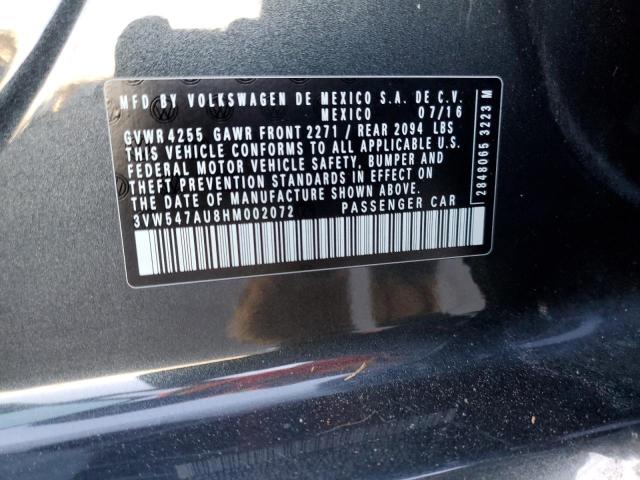 MFD BY VOLKSWAGEN DE MEXICO S.A. DE C.V.
MEXICO 07/16
GVWR 4255 GAWR FRONT 2271 / REAR 2094 LBS
THIS VEHICLE CONFORMS TO ALL APPLICABLE U.S.
FEDERAL MOTOR VEHICLE SAFETY, BUMPER AND
THEFT PREVENTION STANDARDS IN EFFECT ON
THE DATE OF MANUFACTURE SHOWN ABOVE.
3VW547AU8HM002072 PASSENGER CAR
2848065 3223 M